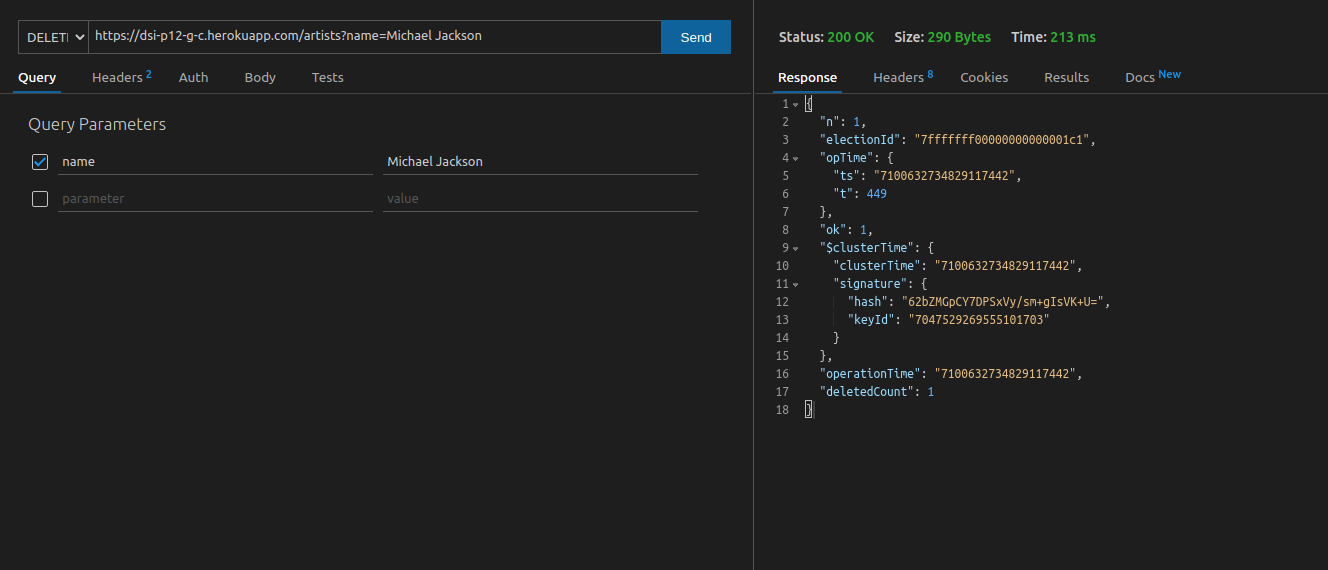 DELETE https://dsi-p12-g-c.herokuapp.com/artists?name=Michael Jackson Send
Query Headers 2 Auth Body Tests
Query Parameters
name Michael Jackson
parameter value
Status: 200 OK Size: 290 Bytes Time: 213 ms
Response Headers 8 Cookies Results Docs New
1 {
2 "n": 1,
3 "electionId": "7fffffff00000000000001c1",
4 "opTime": {
5 "ts": "7100632734829117442",
6 "t": 449
7 },
8 "ok": 1,
9 "$clusterTime": {
10 "clusterTime": "7100632734829117442",
11 "signature": {
12 "hash": "62bZMGpCY7DPSxVy/sm+gIsVK+U=",
13 "keyId": "7047529269555101703"
14 }
15 },
16 "operationTime": "7100632734829117442",
17 "deletedCount": 1
18 }